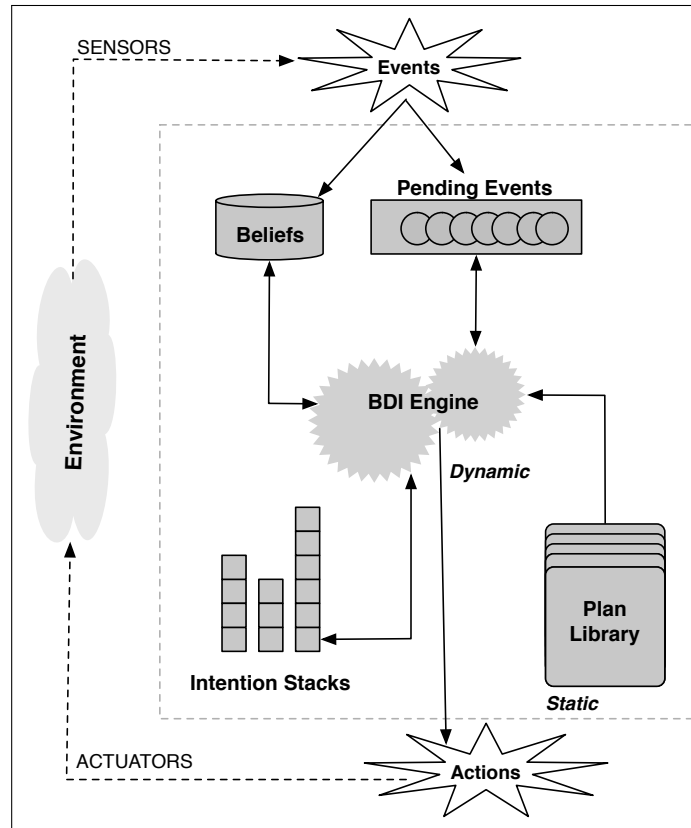 SENSORS
Events
Pending Events
Beliefs
Environment
BDI Engine
Dynamic
Plan
Library
Intention Stacks
Static
ACTUATORS
Actions